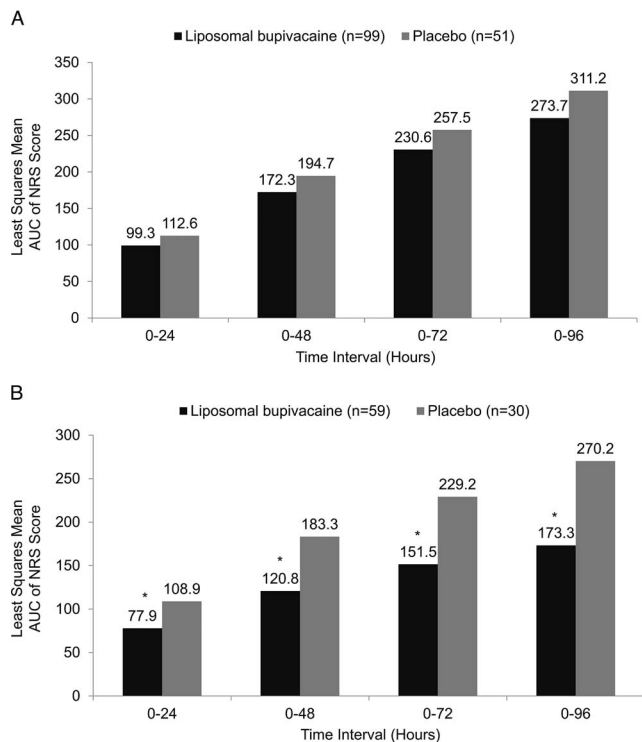 A
Liposomal bupivacaine (n=99) Placebo (n=51)
Least Squares Mean
AUC of NRS Score
350
300
250
200
150
100
50
0
99.3 112.6
172.3 194.7
230.6 257.5
273.7 311.2
0-24 0-48 0-72 0-96
Time Interval (Hours)
B
Liposomal bupivacaine (n=59) Placebo (n=30)
Least Squares Mean
AUC of NRS Score
300
250
200
150
100
50
0
*
77.9 108.9
*
120.8 183.3
*
151.5 229.2
*
173.3 270.2
0-24 0-48 0-72 0-96
Time Interval (Hours)